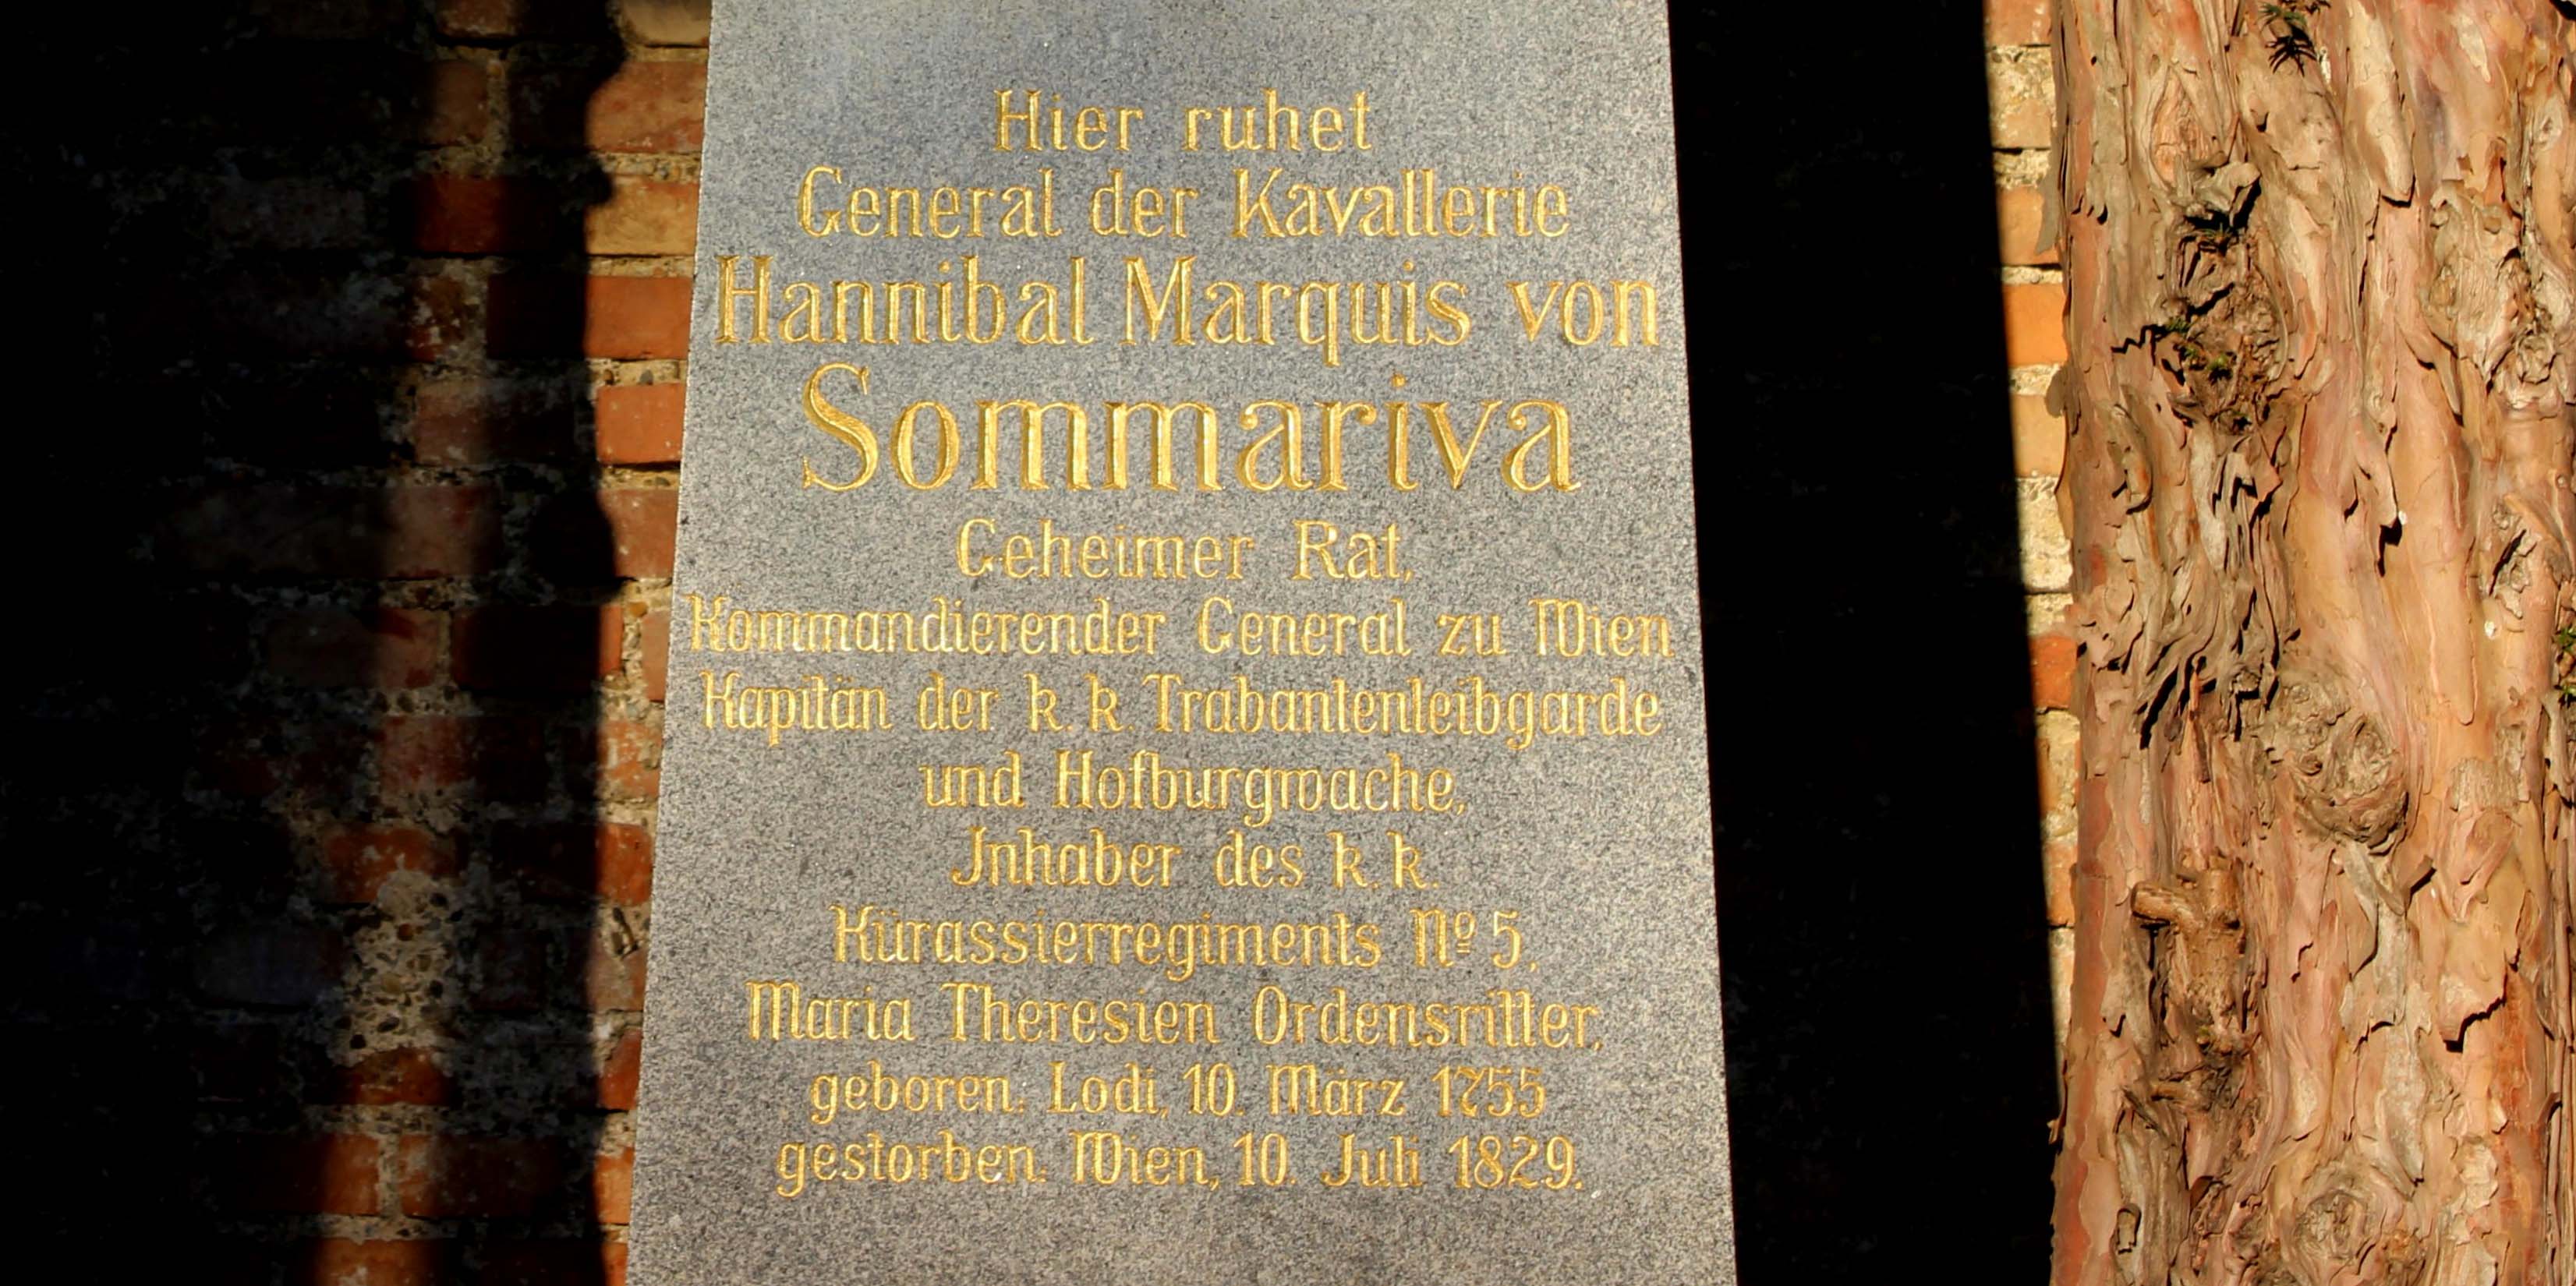 Hier ruhet
General der Kavallerie
Hannibal Marquis von
Sommariva
Geheimer Rat,
Kommandierender General zu Wien
Kapitän der k. k. Trabantenleibgarde
und Hofburgwache,
Jnhaber des k. k.
Kürassierregiments Nº 5,
Maria Theresien Ordensritter,
geboren: Lodi, 10. März 1755
gestorben: Wien, 10. Juli 1829.